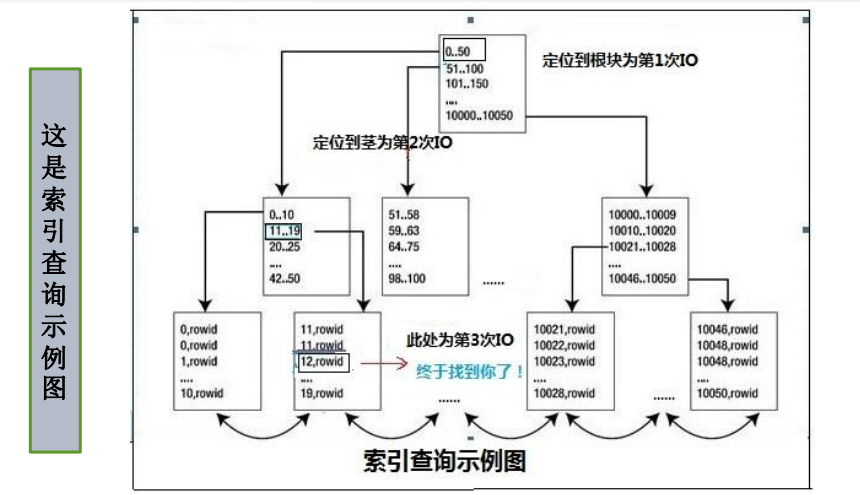 这是索引查询示例图
0..50
51..100
101..150
....
10000..10050
定位到根块为第1次IO
定位到茎为第2次IO
0..10
11..19
20..25
....
42..50
51..58
59..63
64..75
....
98..100
......
10000..10009
10010..10020
10021..10028
....
10046..10050
0,rowid
0,rowid
1,rowid
....
10,rowid
11,rowid
11,rowid
12,rowid
....
19,rowid
此处为第3次IO
终于找到你了！
......
10021,rowid
10022,rowid
10023,rowid
....
10028,rowid
......
10046,rowid
10048,rowid
10048,rowid
....
10050,rowid
索引查询示例图